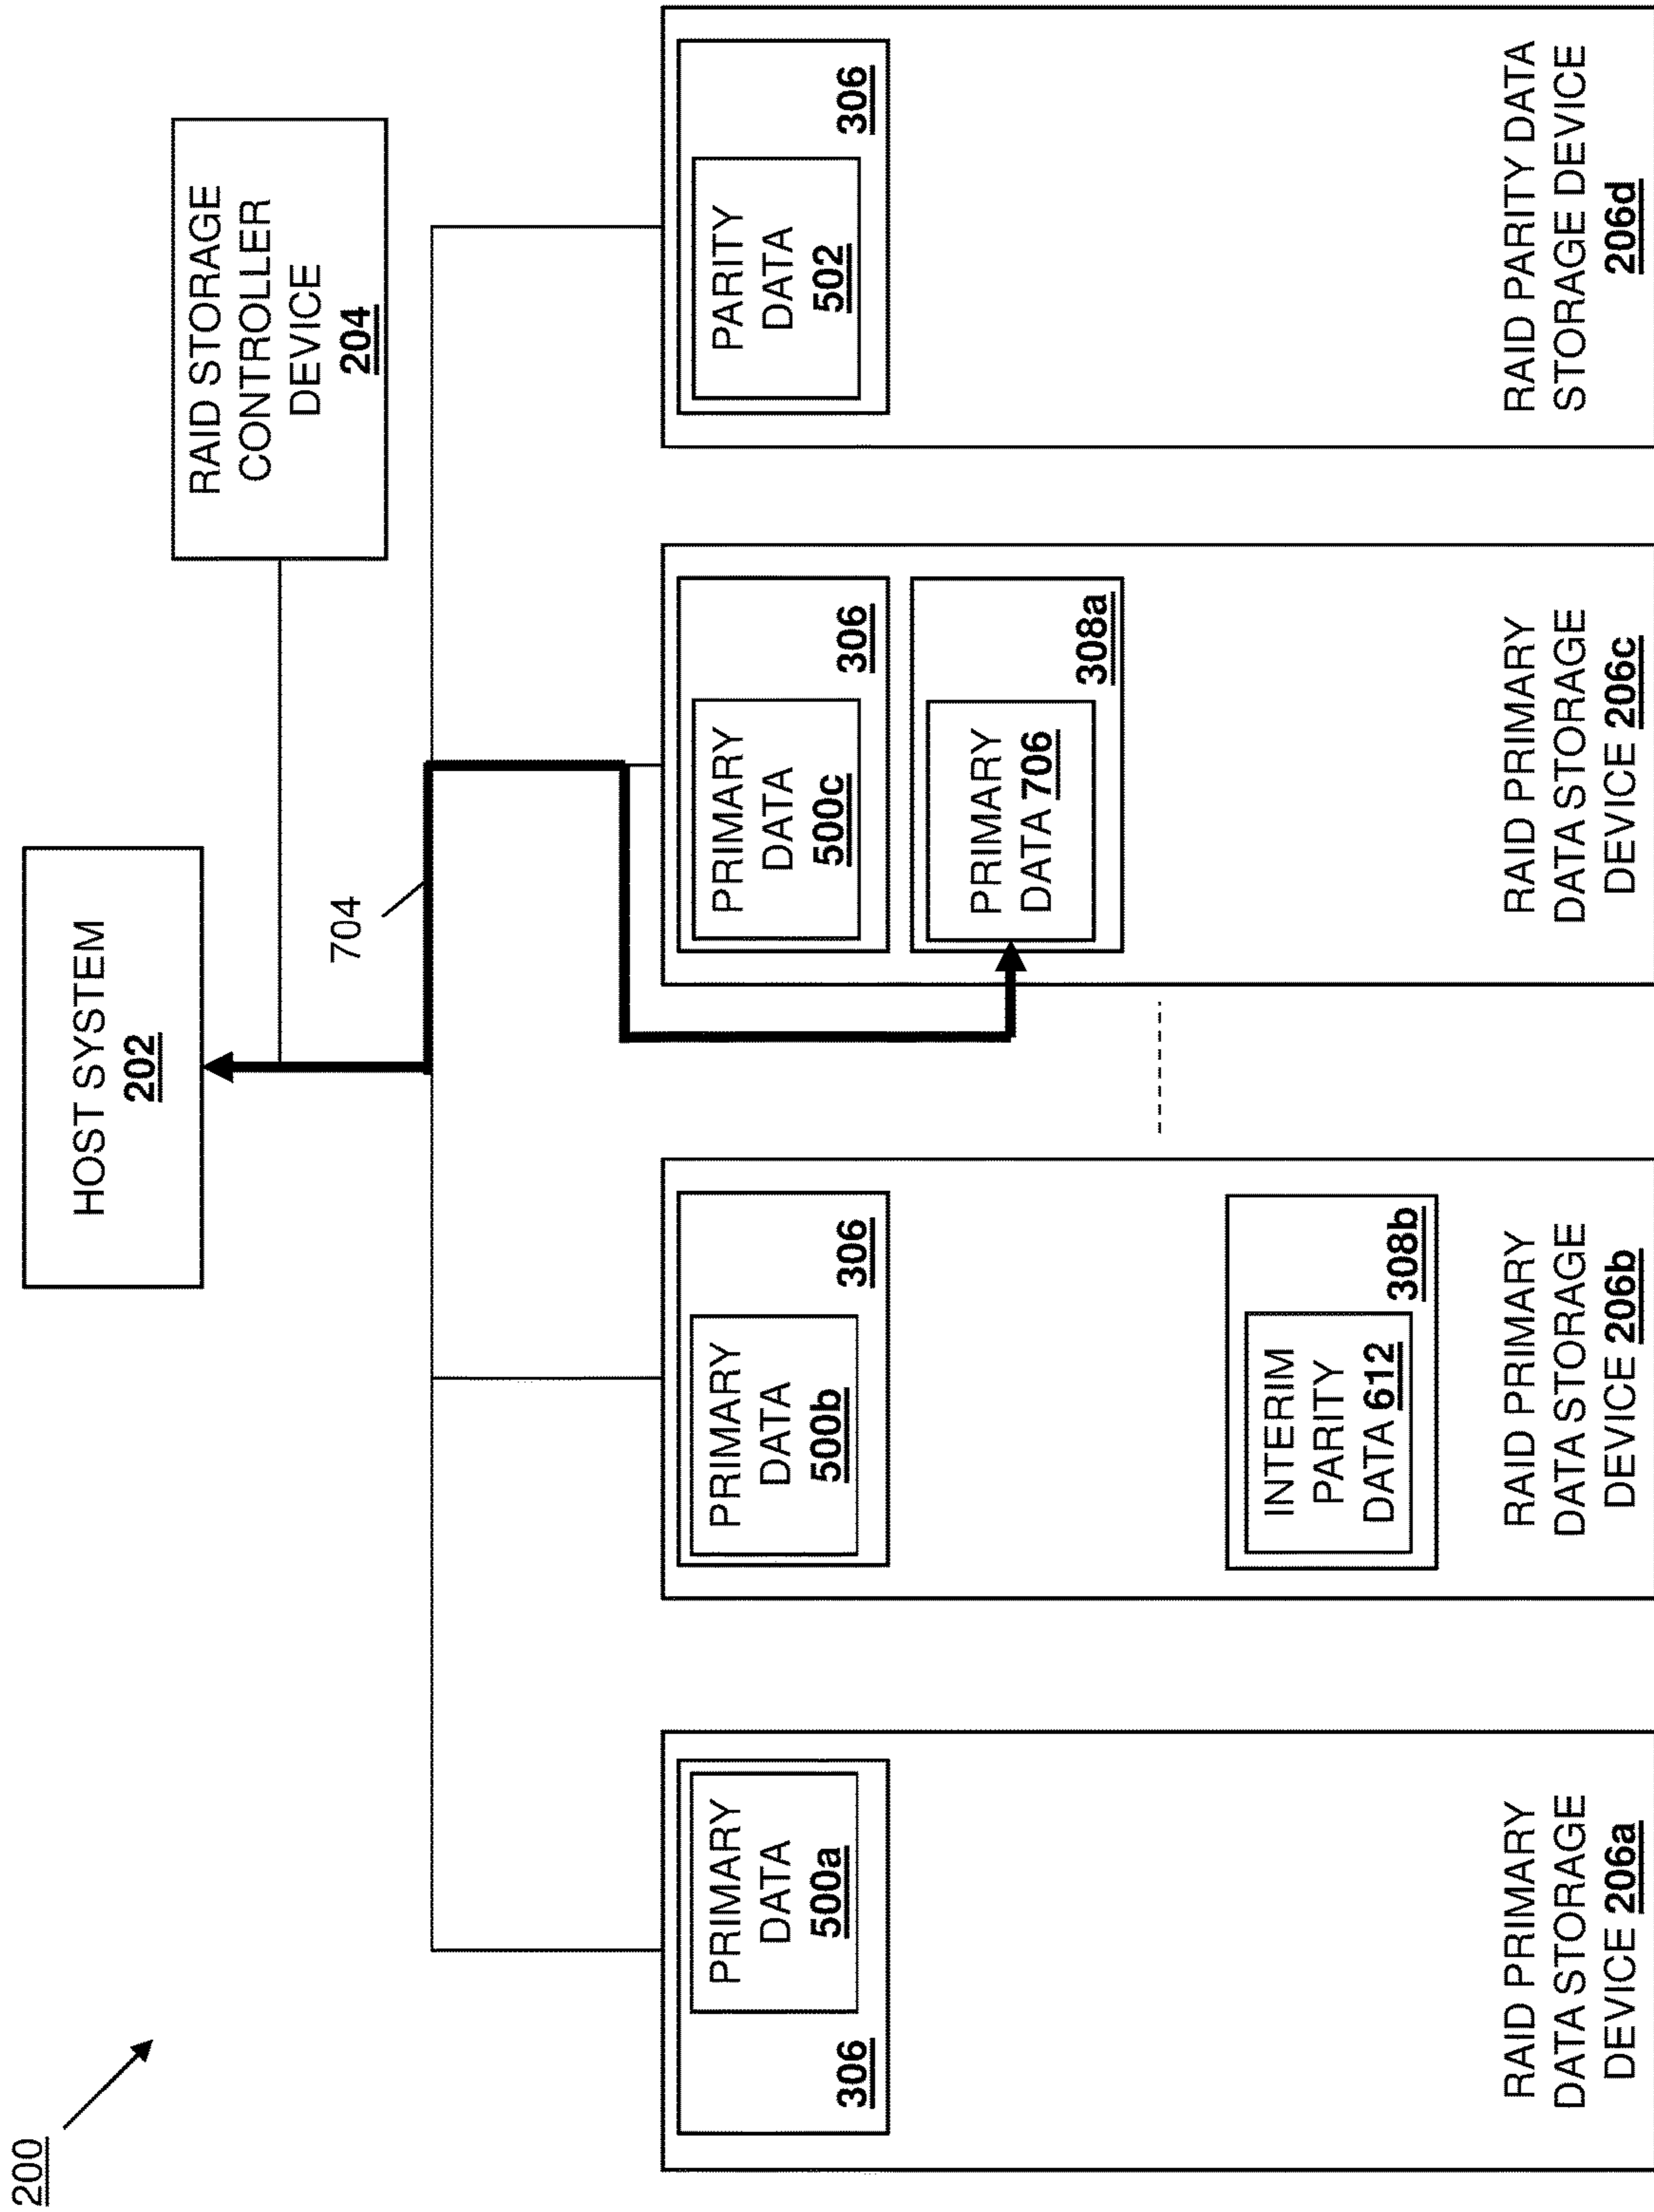 200
HOST SYSTEM
202
RAID STORAGE
CONTROLLER
DEVICE
204
704
306
PRIMARY
DATA
500a
RAID PRIMARY
DATA STORAGE
DEVICE 206a
PRIMARY
DATA
500b
306
INTERIM
PARITY
DATA 612
308b
RAID PRIMARY
DATA STORAGE
DEVICE 206b
PRIMARY
DATA
500c
306
PRIMARY
DATA 706
308a
RAID PRIMARY
DATA STORAGE
DEVICE 206c
PARITY
DATA
502
306
RAID PARITY DATA
STORAGE DEVICE
206d